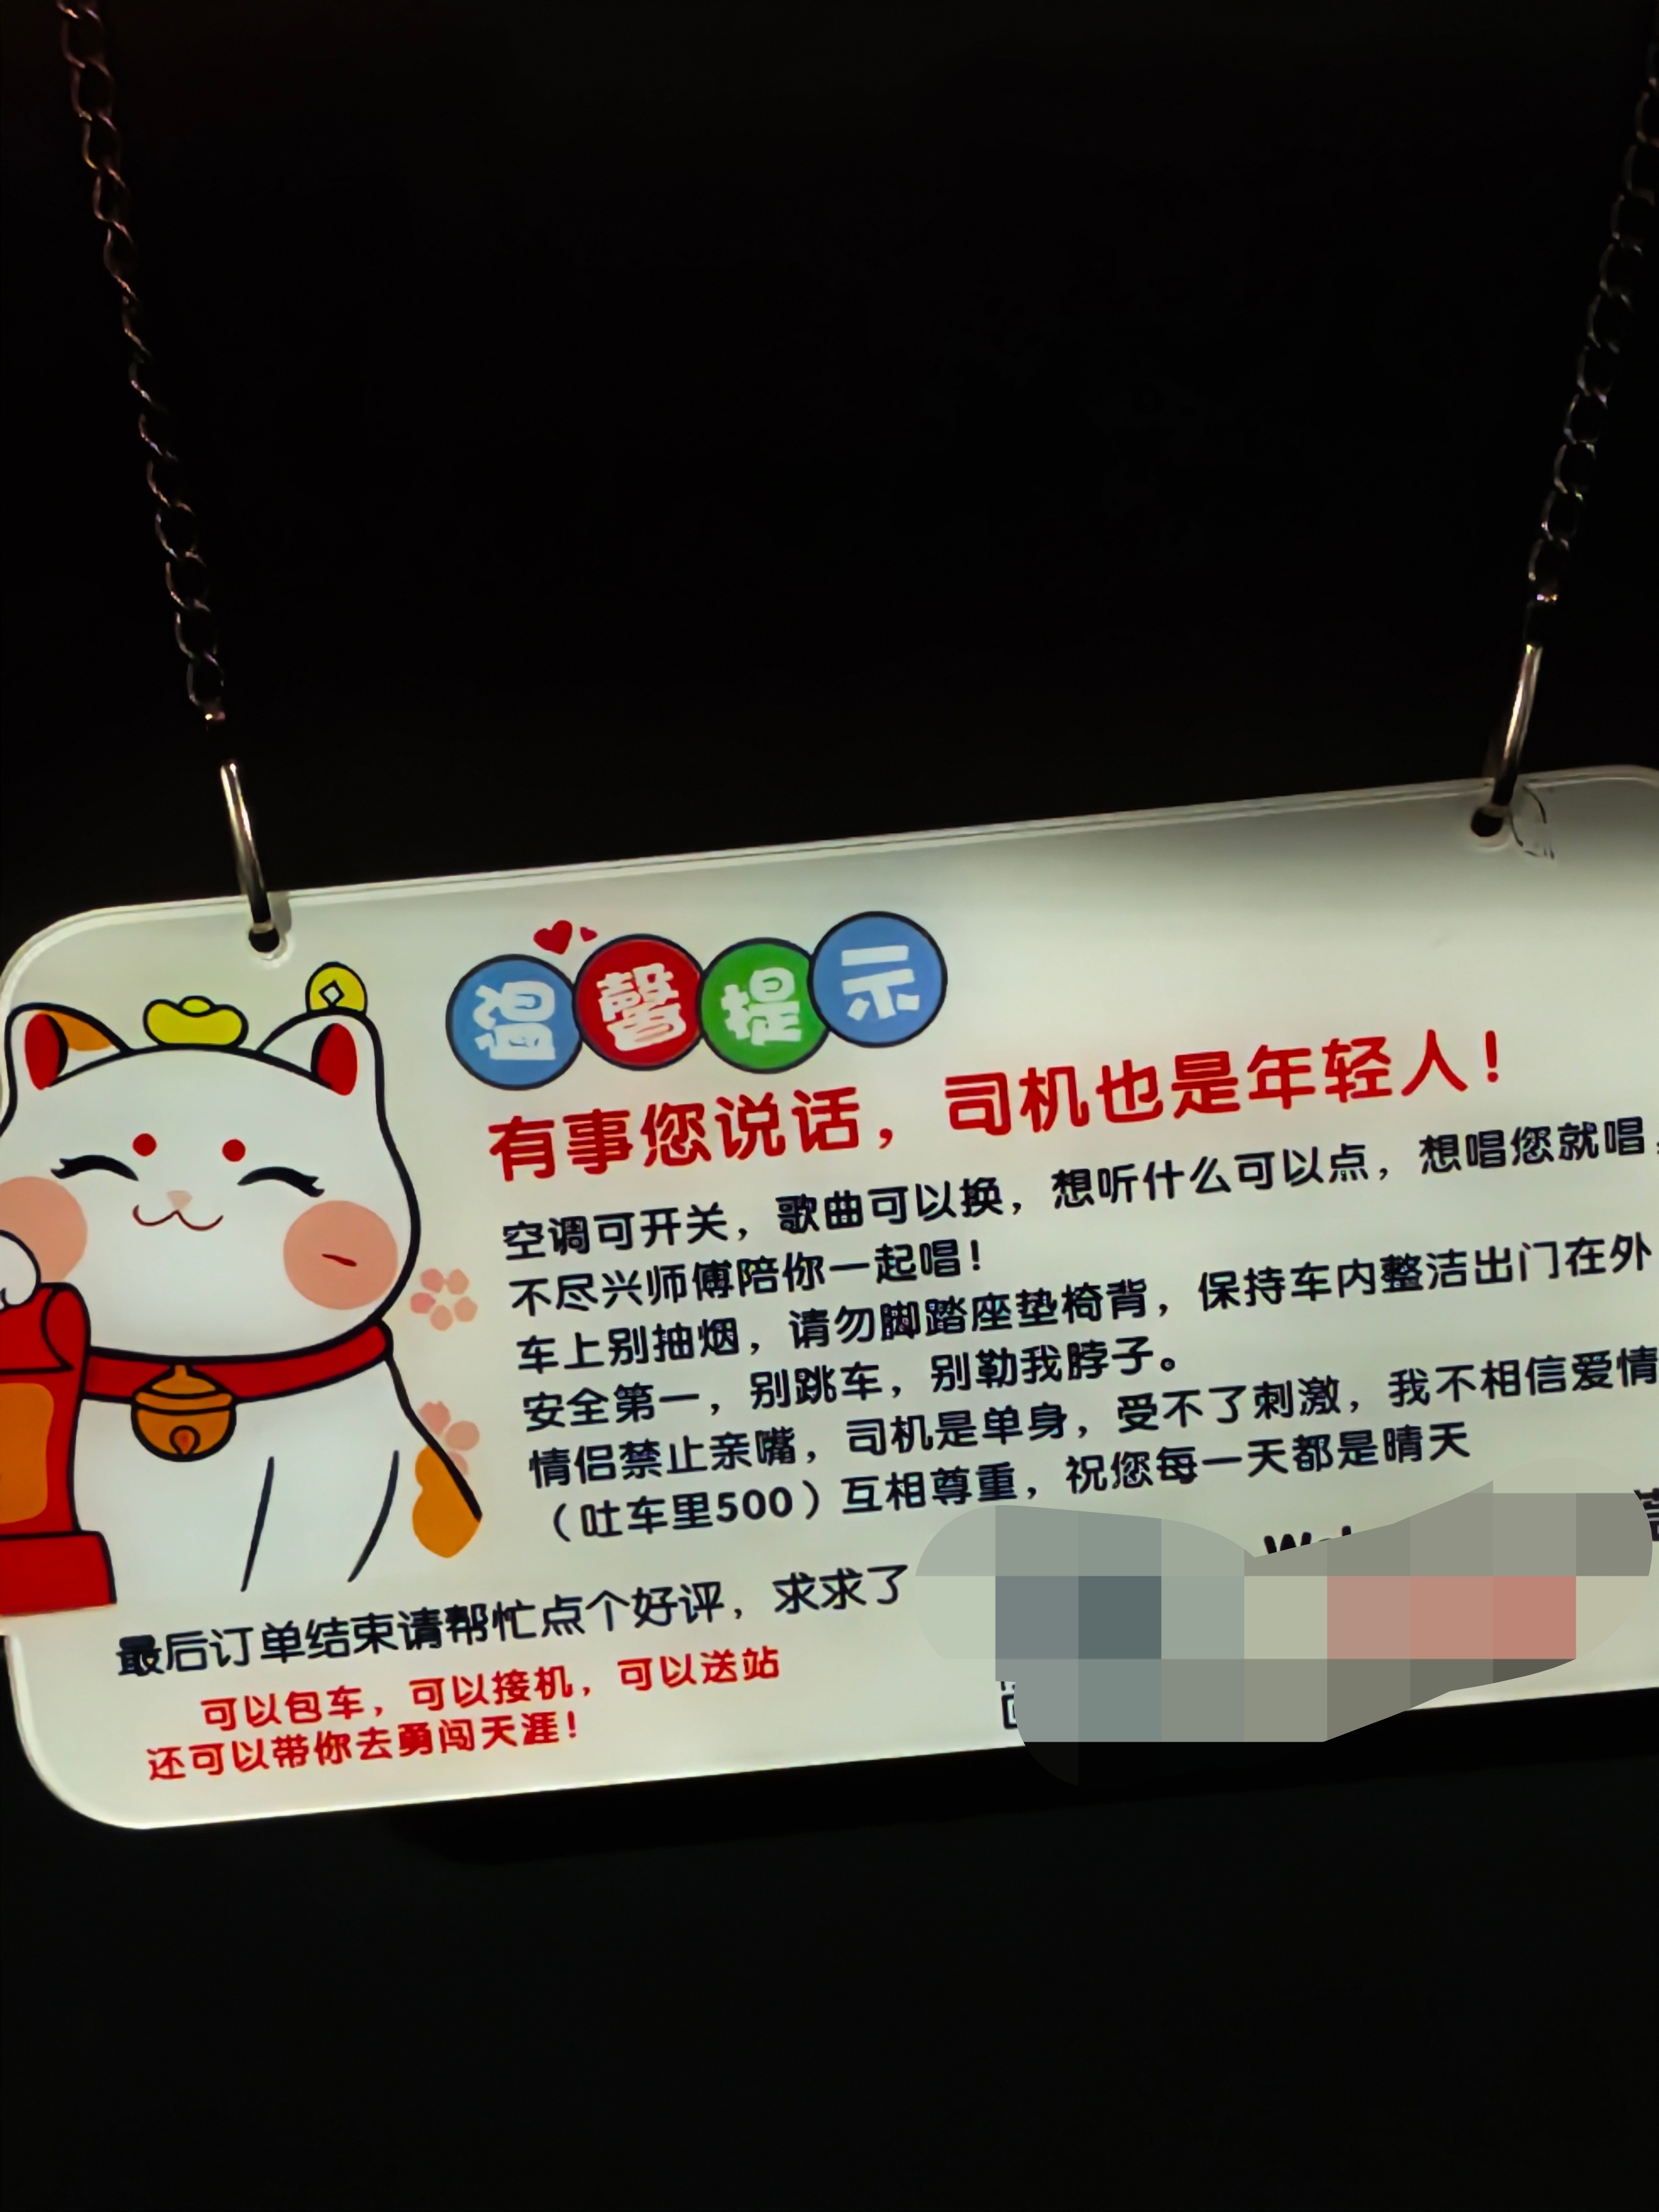 温馨提示
有事您说话，司机也是年轻人！
空调可开关，歌曲可以换，想听什么可以点，想唱您就唱，
不尽兴师傅陪你一起唱！
车上别抽烟，请勿脚踏座垫椅背，保持车内整洁出门在外
安全第一，别跳车，别勒我脖子。
情侣禁止亲嘴，司机是单身，受不了刺激，我不相信爱情
（吐车里500）互相尊重，祝您每一天都是晴天
最后订单结束请帮忙点个好评，求求了
可以包车，可以接机，可以送站
还可以带你去勇闯天涯！